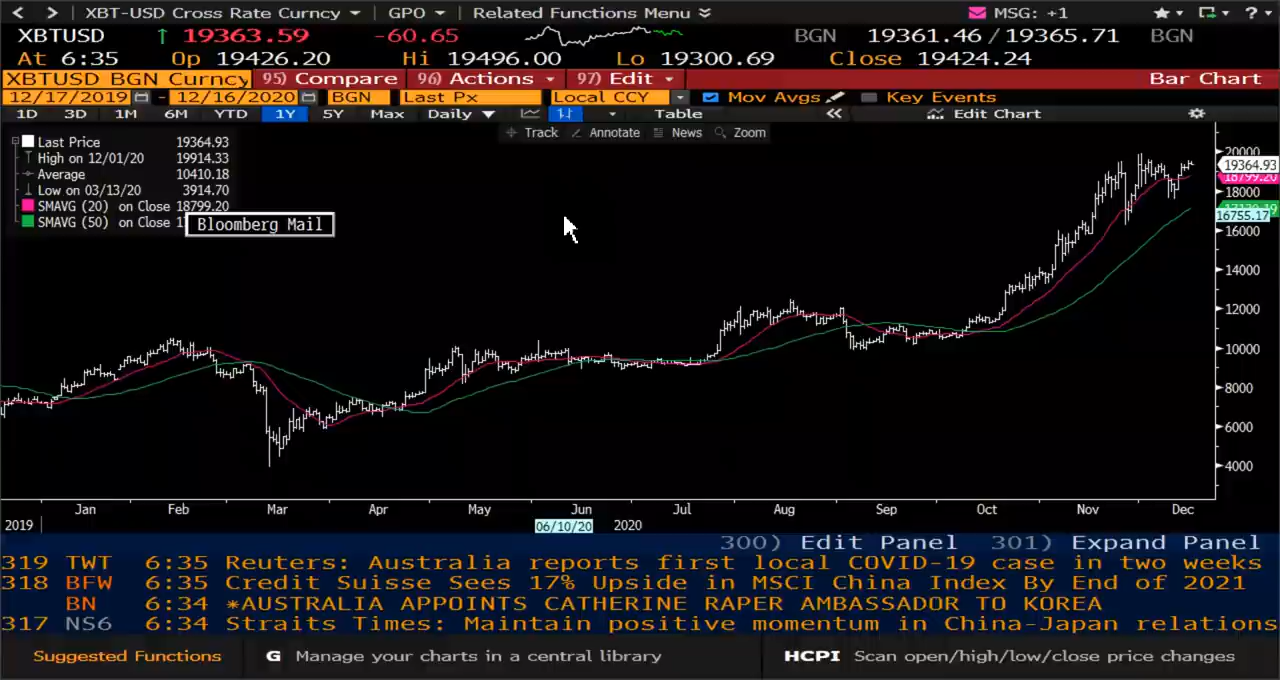 XBT-USD Cross Rate Curncy GPO Related Functions Menu MSG: +1
XBTUSD 19363.59 -60.65 BGN 19361.46/19365.71 BGN
At 6:35 Op 19426.20 Hi 19496.00 Lo 19300.69 Close 19424.24
XBTUSD BGN Curncy 95) Compare 96) Actions 97) Edit Bar Chart
12/17/2019 - 12/16/2020 BGN Last Px Local CCY Mov Avgs Key Events
1D 3D 1M 6M YTD 1Y 5Y Max Daily Table Edit Chart
Track Annotate News Zoom
Last Price 19364.93
High on 12/01/20 19914.33
Average 10410.18
Low on 03/13/20 3914.70
SMAVG (20) on Close 18799.20
SMAVG (50) on Close
Bloomberg Mail
20000
19364.93
18799.20
18000
16755.17
16000
14000
12000
10000
8000
6000
4000
Jan Feb Mar Apr May Jun Jul Aug Sep Oct Nov Dec
2019 06/10/20 2020
300) Edit Panel 301) Expand Panel
319 TWT 6:35 Reuters: Australia reports first local COVID-19 case in two weeks
318 BFW 6:35 Credit Suisse Sees 17% Upside in MSCI China Index By End of 2021
BN 6:34 *AUSTRALIA APPOINTS CATHERINE RAPER AMBASSADOR TO KOREA
317 NS6 6:34 Straits Times: Maintain positive momentum in China-Japan relations
Suggested Functions G Manage your charts in a central library HCPI Scan open/high/low/close price changes